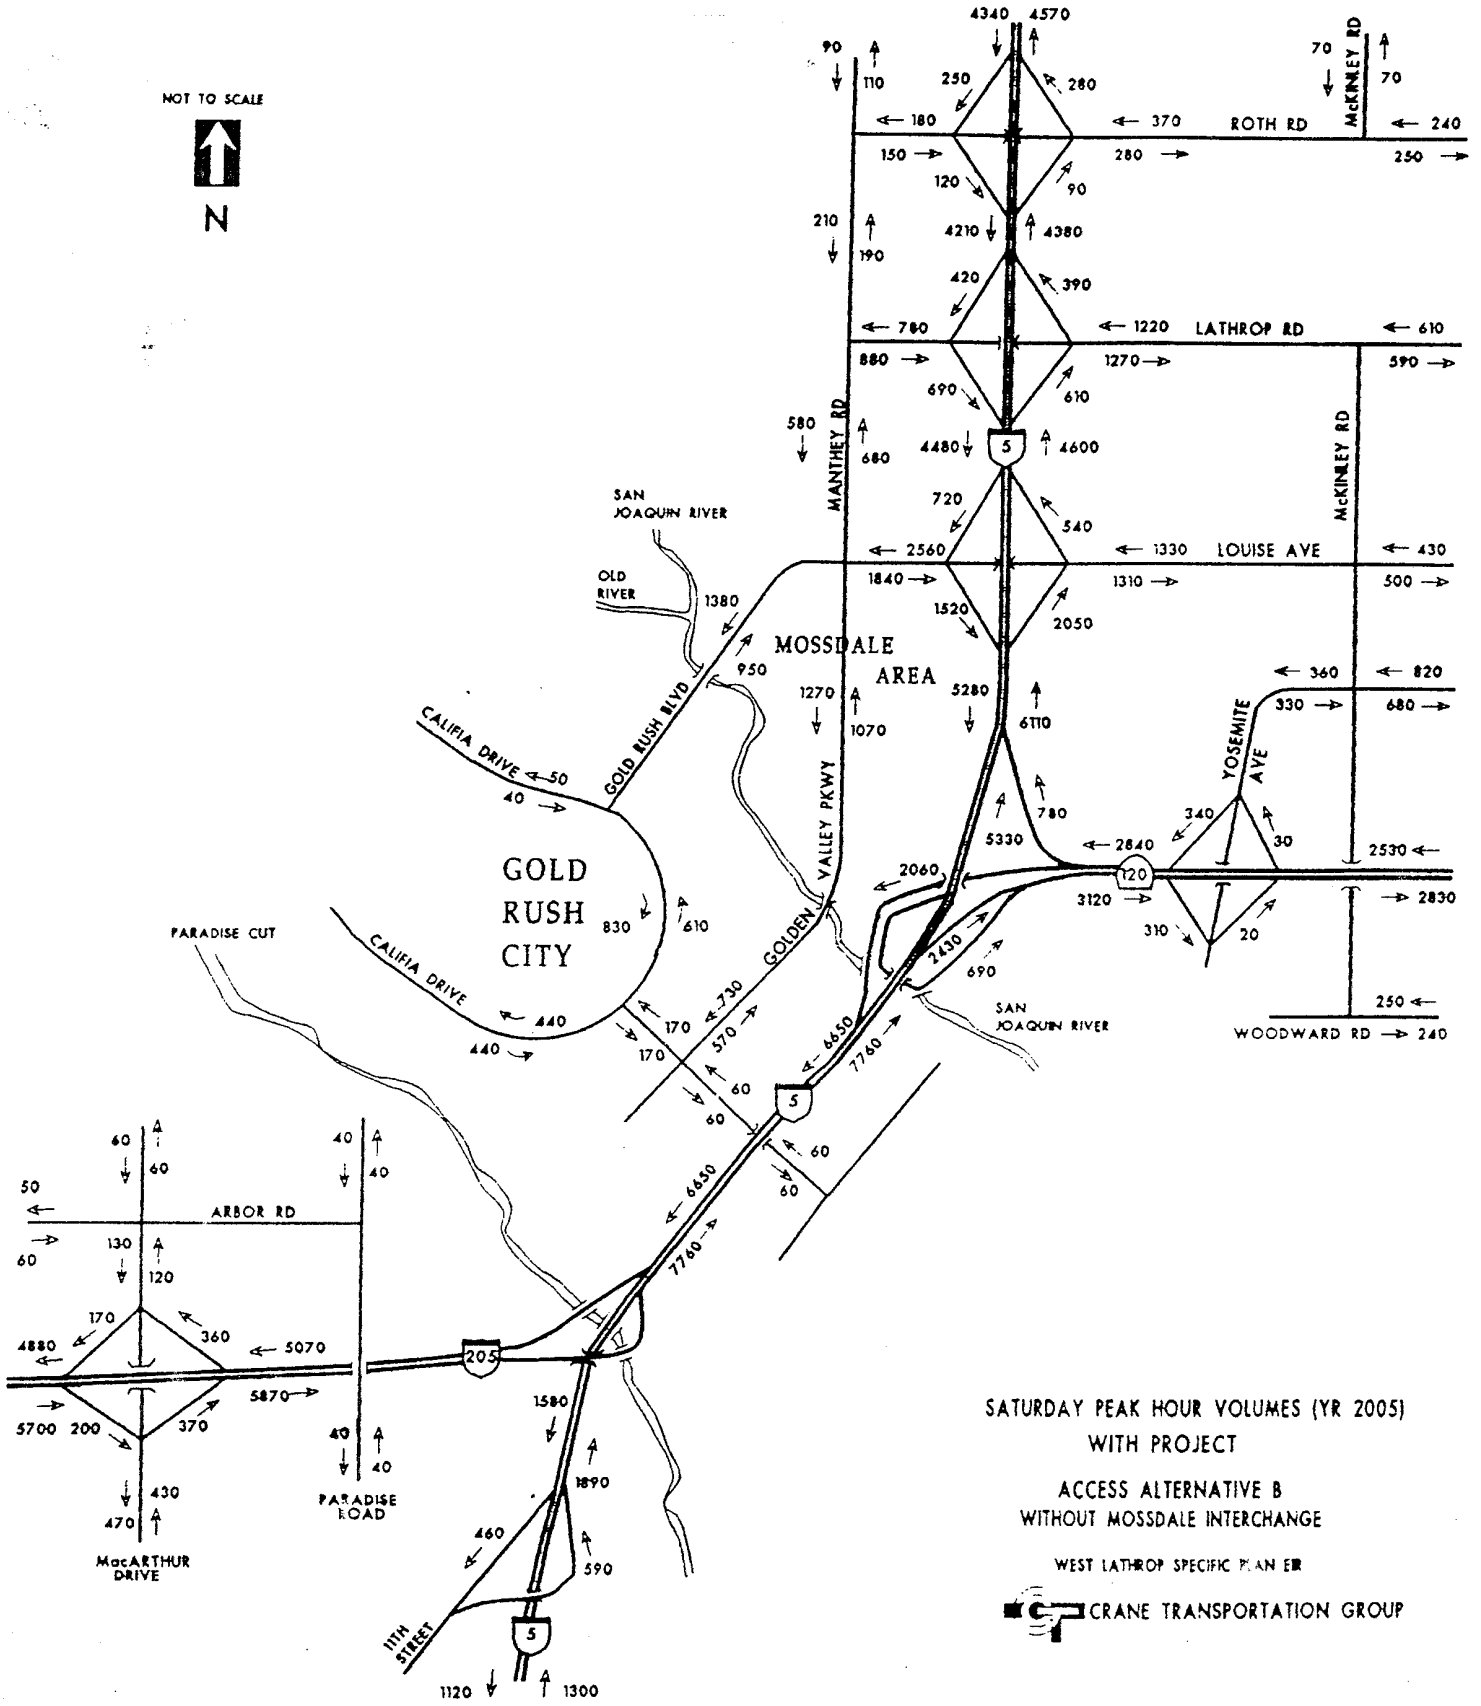 4340 4570
90
110
250
280
70
70
McKINLEY RD
NOT TO SCALE
N
180
150
370
ROTH RD
280
240
250
120
90
210
190
4210
4380
420
390
780
880
1220
LATHROP RD
1270
610
590
690
610
580
680
MANTHEY RD
4480
5
4600
McKINLEY RD
SAN
JOAQUIN RIVER
720
540
OLD
RIVER
2560
1840
1330
LOUISE AVE
1310
430
500
1380
950
1520
2050
MOSSDALE
AREA
GOLD RUSH BLVD
1270
1070
5280
6110
360
330
820
680
YOSEMITE
AVE
CALIFIA DRIVE
50
40
VALLEY PKWY
GOLDEN
5330
780
340
30
2840
120
3120
2530
2830
2060
GOLD
RUSH
CITY
830
610
310
20
2430
690
PARADISE CUT
CALIFIA DRIVE
440
440
170
170
730
570
SAN
JOAQUIN RIVER
250
WOODWARD RD
240
6650
7760
60
60
5
60
60
6650
7760
60
60
40
40
50
ARBOR RD
60
130
120
170
360
4880
5070
205
5870
5700
200
370
430
470
MacARTHUR
DRIVE
40
40
PARADISE
ROAD
1580
1890
460
590
11TH
STREET
5
1120
1300
SATURDAY PEAK HOUR VOLUMES (YR 2005)
WITH PROJECT
ACCESS ALTERNATIVE B
WITHOUT MOSSDALE INTERCHANGE
WEST LATHROP SPECIFIC PLAN EIR
CRANE TRANSPORTATION GROUP